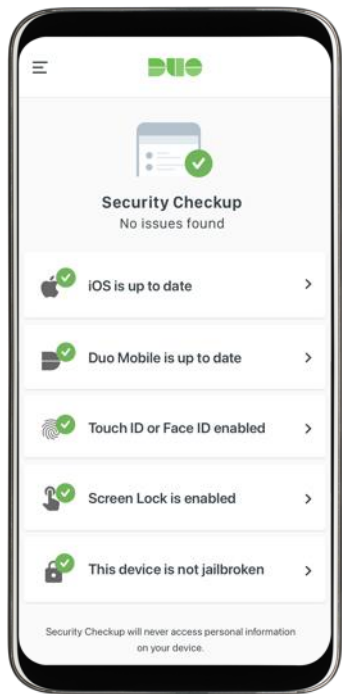 DUO
Security Checkup
No issues found
iOS is up to date
Duo Mobile is up to date
Touch ID or Face ID enabled
Screen Lock is enabled
This device is not jailbroken
Security Checkup will never access personal information
on your device.